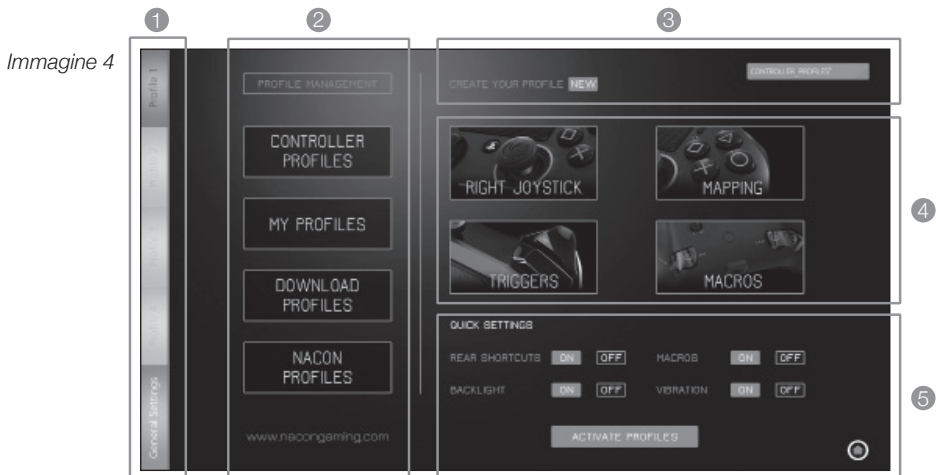 1
2
3
Immagine 4
Profile 1
General Settings
PROFILE MANAGEMENT
CONTROLLER
PROFILES
MY PROFILES
DOWNLOAD
PROFILES
NACON
PROFILES
www.nacongaming.com
CREATE YOUR PROFILE NEW
CONTROLLER PROFILES
RIGHT JOYSTICK
MAPPING
TRIGGERS
MACROS
4
QUICK SETTINGS
REAR SHORTCUTS ON OFF MACROS ON OFF
BACKLIGHT ON OFF VIBRATION ON OFF
ACTIVATE PROFILES
5